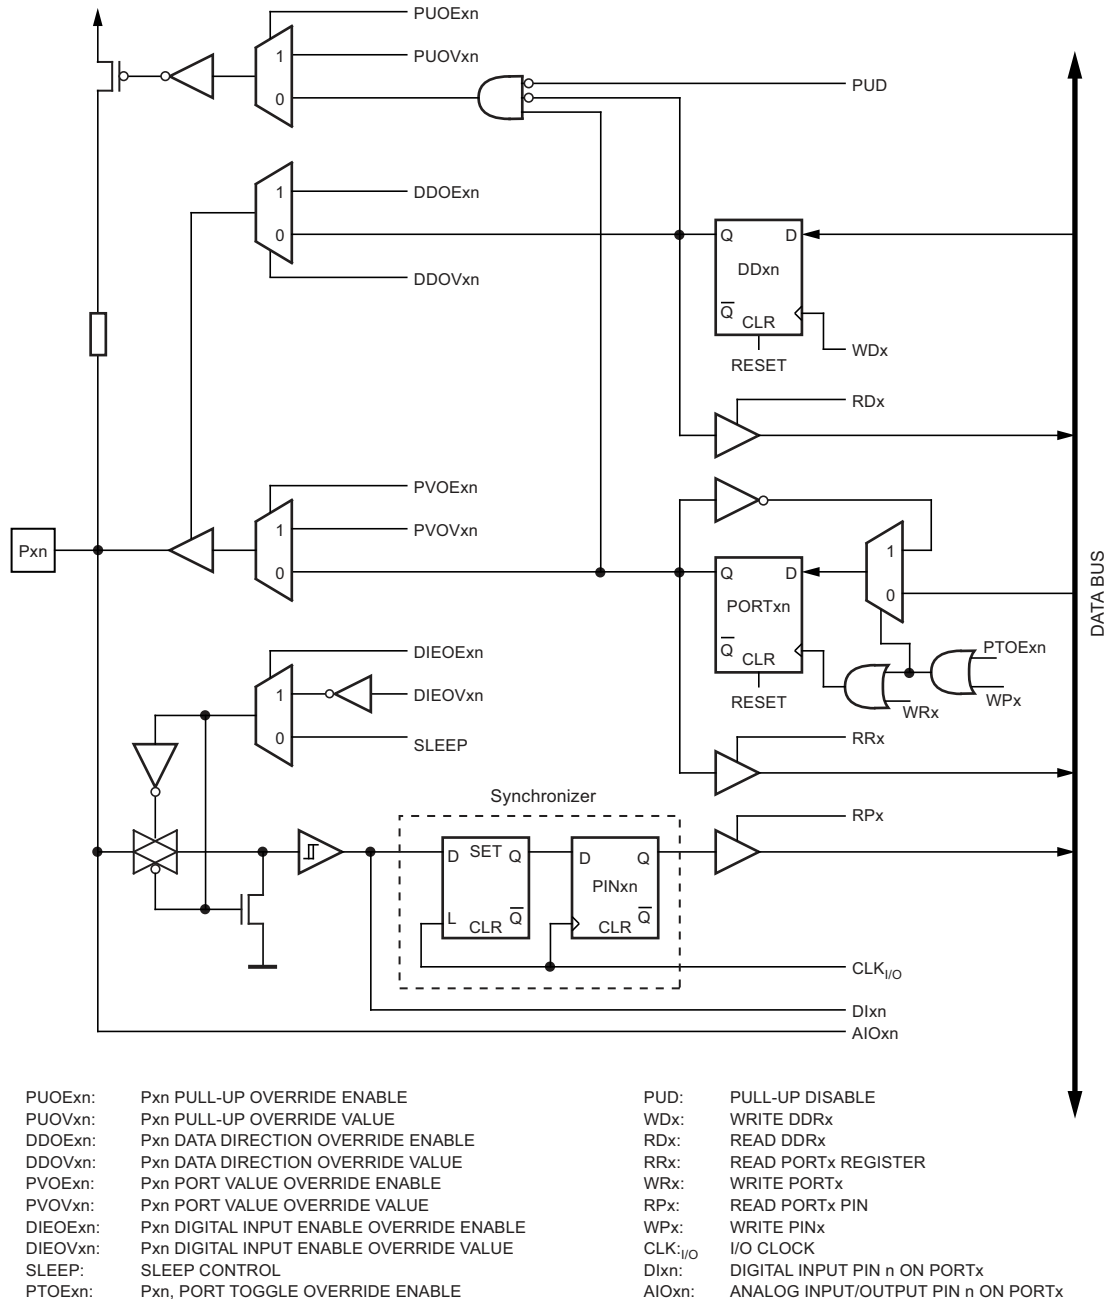 PUOExn
1
PUOVxn
0
PUD
1
DDOExn
0
DDOVxn
Q D
DDxn
Q
CLR
WDx
RESET
RDx
PVOExn
1
PVOVxn
0
Pxn
1
0
Q D
PORTxn
Q
CLR
RESET
PTOExn
WPx
WRx
DATA BUS
DIEOExn
1
DIEOVxn
0
SLEEP
RRx
Synchronizer
RPx
D SET Q
L
CLR Q
D Q
PINxn
CLR Q
CLKI/O
DIxn
AIOxn
PUOExn: Pxn PULL-UP OVERRIDE ENABLE
PUOVxn: Pxn PULL-UP OVERRIDE VALUE
DDOExn: Pxn DATA DIRECTION OVERRIDE ENABLE
DDOVxn: Pxn DATA DIRECTION OVERRIDE VALUE
PVOExn: Pxn PORT VALUE OVERRIDE ENABLE
PVOVxn: Pxn PORT VALUE OVERRIDE VALUE
DIEOExn: Pxn DIGITAL INPUT ENABLE OVERRIDE ENABLE
DIEOVxn: Pxn DIGITAL INPUT ENABLE OVERRIDE VALUE
SLEEP: SLEEP CONTROL
PTOExn: Pxn, PORT TOGGLE OVERRIDE ENABLE
PUD: PULL-UP DISABLE
WDx: WRITE DDRx
RDx: READ DDRx
RRx: READ PORTx REGISTER
WRx: WRITE PORTx
RPx: READ PORTx PIN
WPx: WRITE PINx
CLK:I/O I/O CLOCK
DIxn: DIGITAL INPUT PIN n ON PORTx
AIOxn: ANALOG INPUT/OUTPUT PIN n ON PORTx